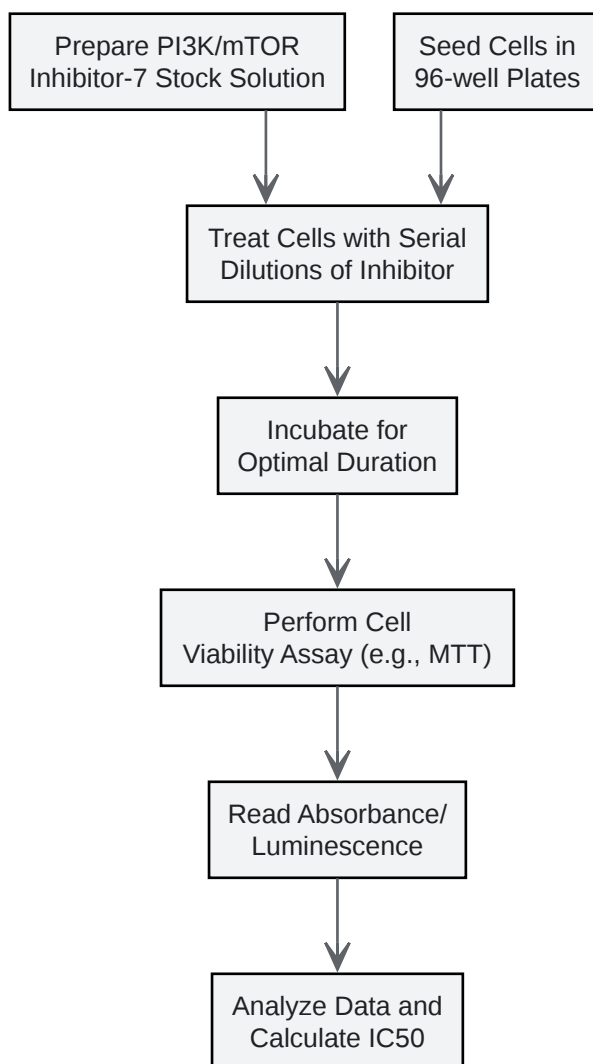 Prepare PI3K/mTOR
Inhibitor-7 Stock Solution
Seed Cells in
96-well Plates
Treat Cells with Serial
Dilutions of Inhibitor
Incubate for
Optimal Duration
Perform Cell
Viability Assay (e.g., MTT)
Read Absorbance/
Luminescence
Analyze Data and
Calculate IC50